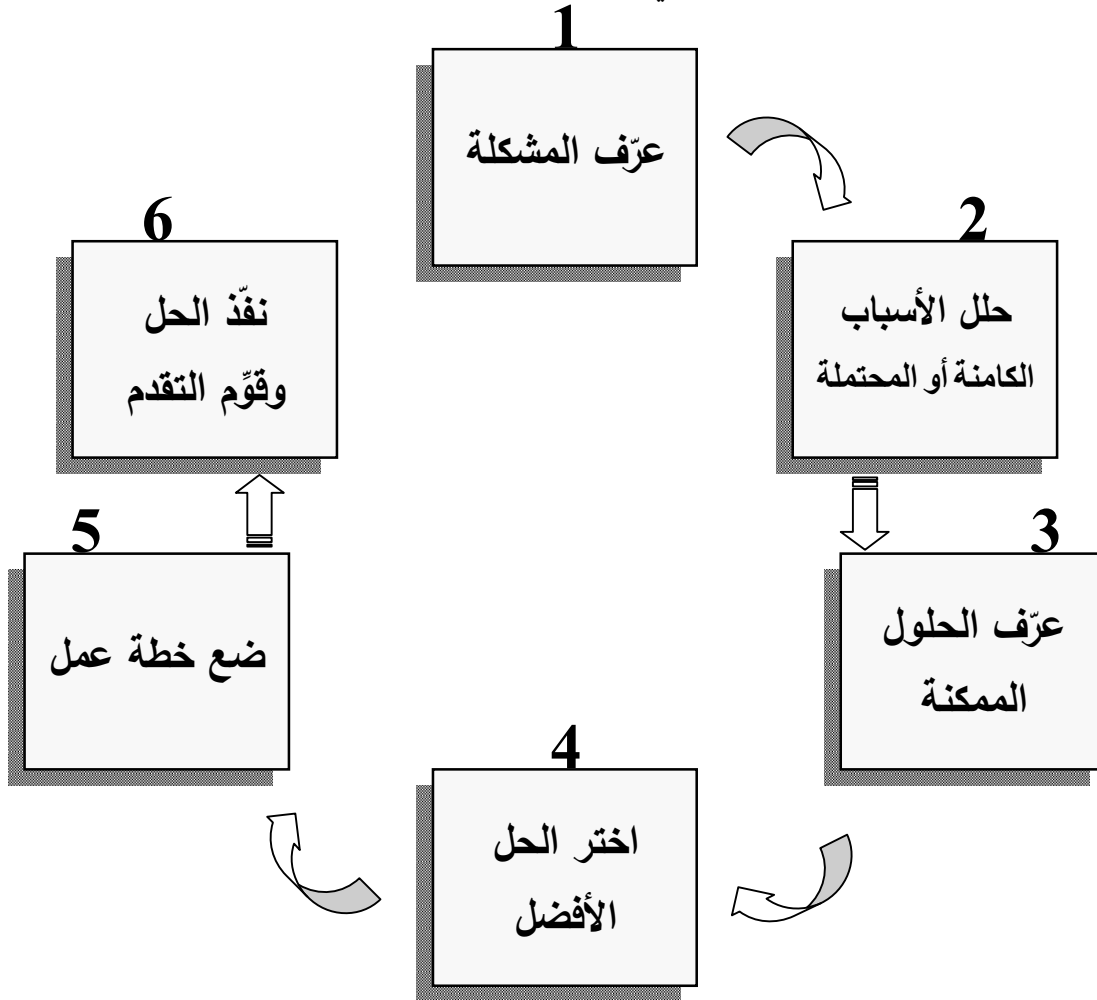 1
عرّف المشكلة
2
حلل الأسباب
الكامنة أو المحتملة
3
عرّف الحلول
الممكنة
4
اختر الحل
الأفضل
5
ضع خطة عمل
6
نفّذ الحل
وقوِّم التقدم